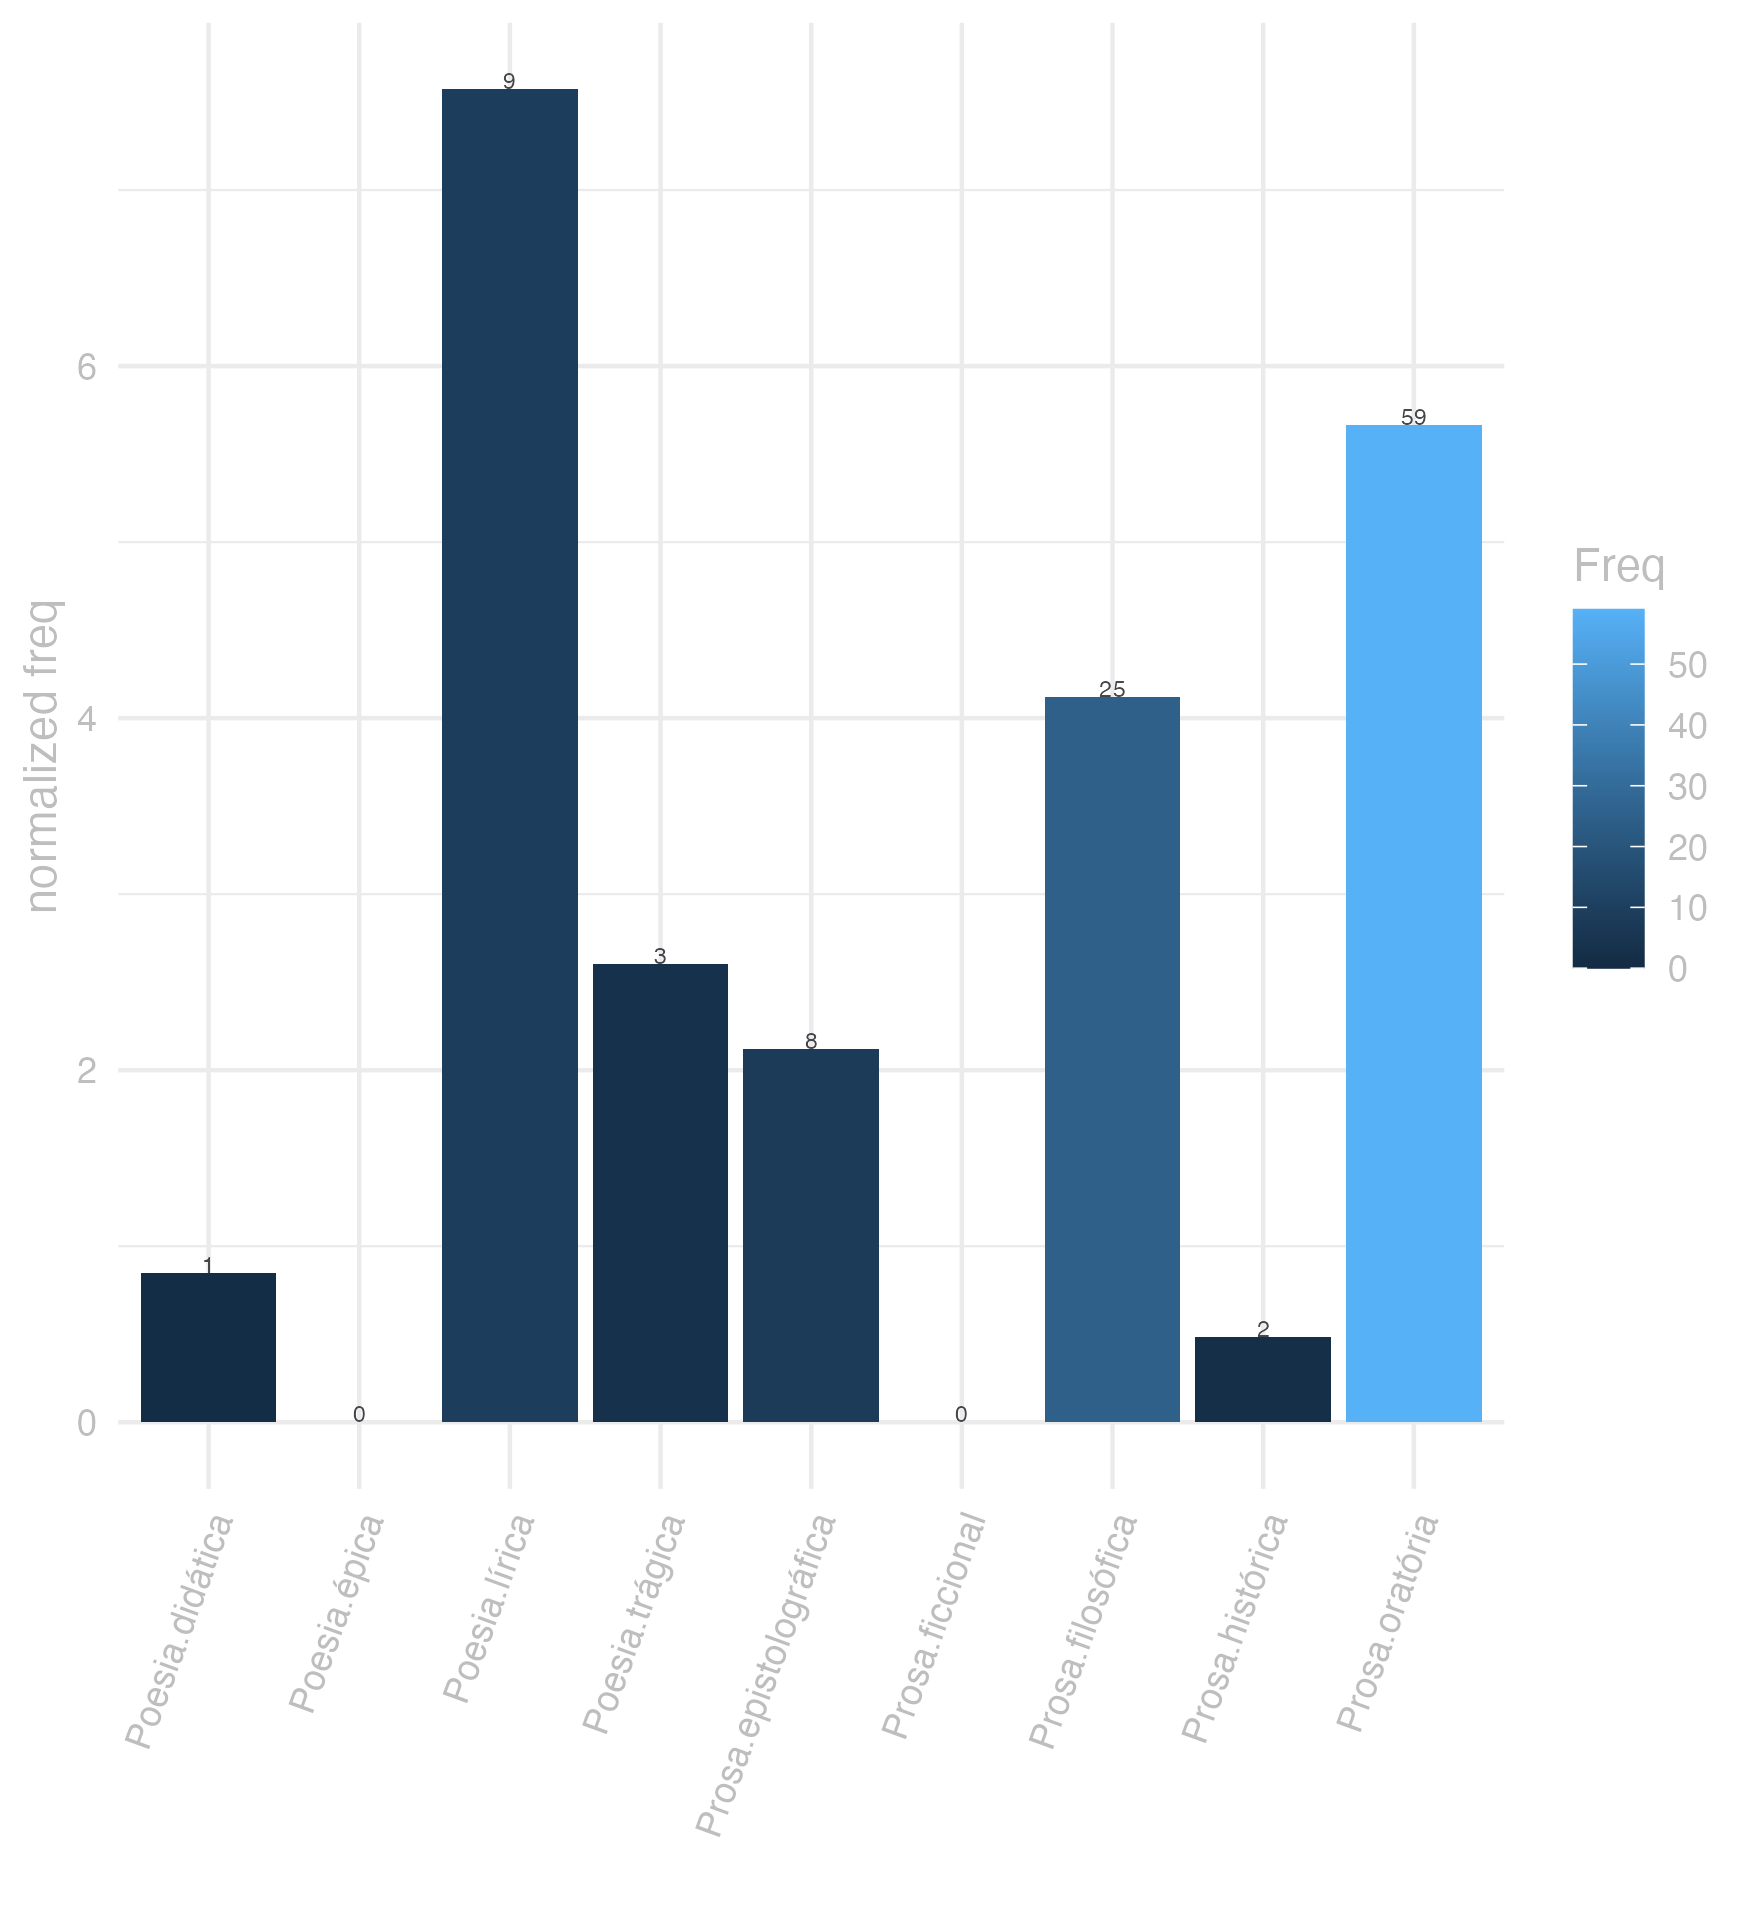 normalized freq
6
4
2
0
1
0
9
3
8
0
25
2
59
Poesia.didática
Poesia.épica
Poesia.lírica
Poesia.trágica
Prosa.epistolográfica
Prosa.ficcional
Prosa.filosófica
Prosa.histórica
Prosa.oratória
Freq
50
40
30
20
10
0